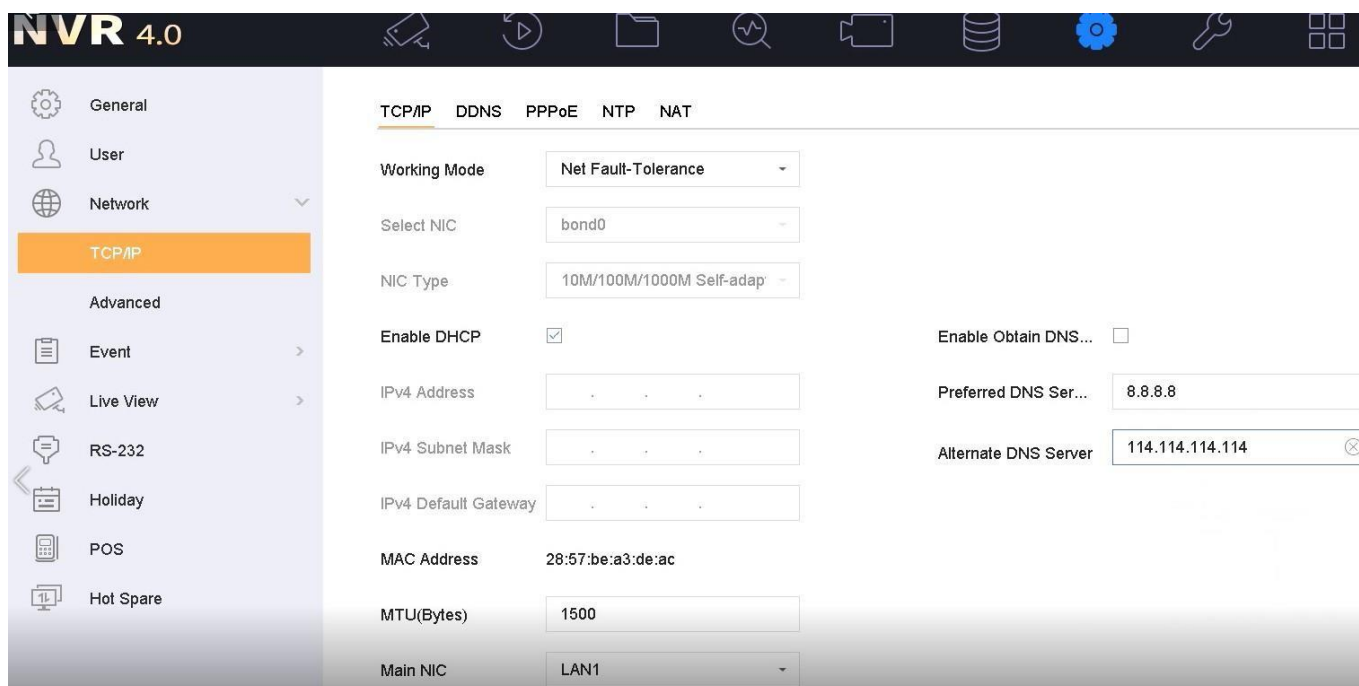 NVR 4.0
General
User
Network
TCP/IP
Advanced
Event
Live View
RS-232
Holiday
POS
Hot Spare
TCP/IP DDNS PPPoE NTP NAT
Working Mode Net Fault-Tolerance
Select NIC bond0
NIC Type 10M/100M/1000M Self-adap
Enable DHCP Enable Obtain DNS...
IPv4 Address . . . Preferred DNS Ser... 8.8.8.8
IPv4 Subnet Mask . . . Alternate DNS Server 114.114.114.114
IPv4 Default Gateway . . .
MAC Address 28:57:be:a3:de:ac
MTU(Bytes) 1500
Main NIC LAN1